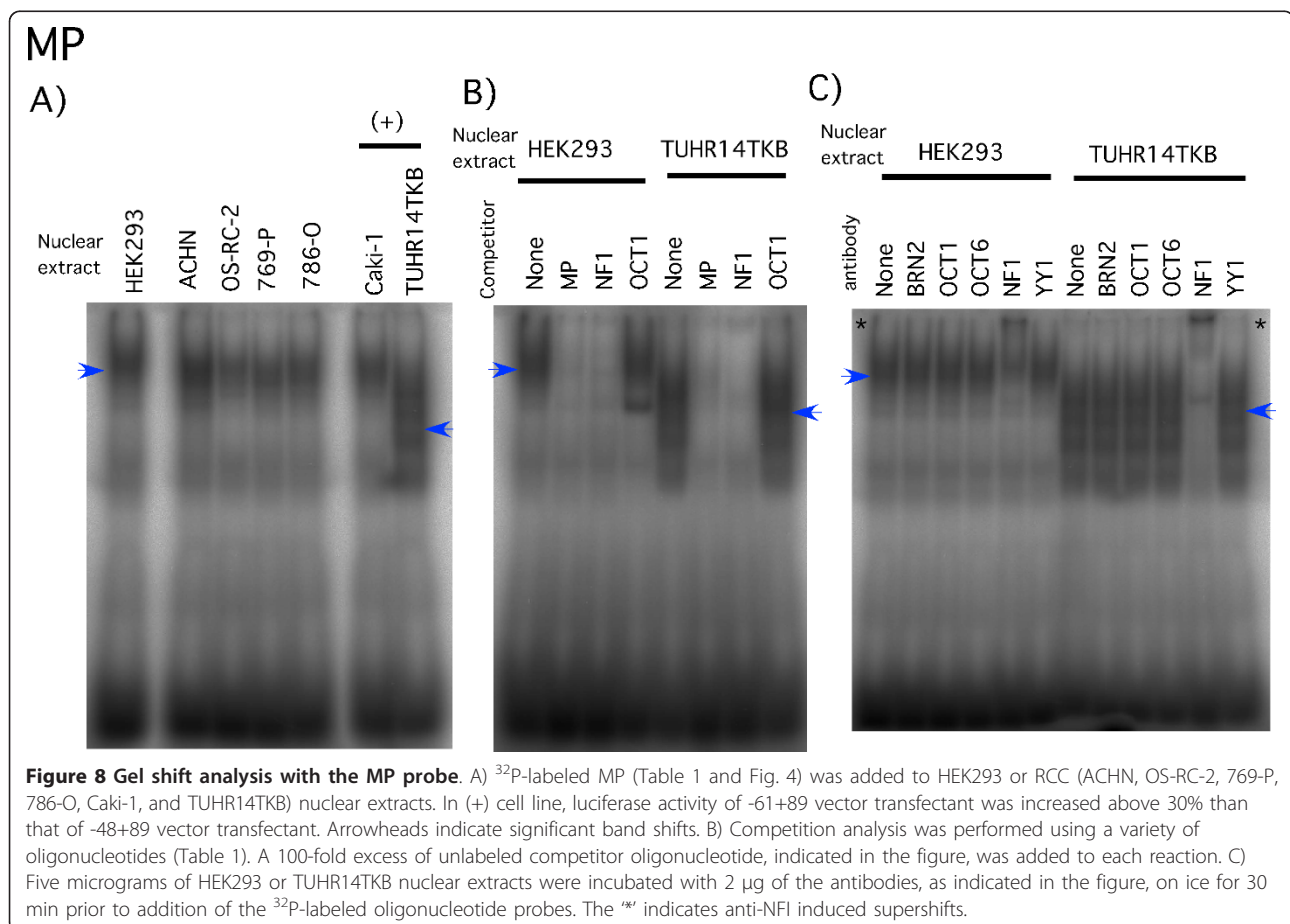 MP
A)
(+)
Nuclear extract
HEK293
ACHN
OS-RC-2
769-P
786-O
Caki-1
TUHR14TKB
B)
Nuclear extract
HEK293
TUHR14TKB
Competitor
None
MP
NF1
OCT1
None
MP
NF1
OCT1
C)
Nuclear extract
HEK293
TUHR14TKB
antibody
None
BRN2
OCT1
OCT6
NF1
YY1
None
BRN2
OCT1
OCT6
NF1
YY1
*
*
Figure 8 Gel shift analysis with the MP probe. A) ³²P-labeled MP (Table 1 and Fig. 4) was added to HEK293 or RCC (ACHN, OS-RC-2, 769-P,
786-O, Caki-1, and TUHR14TKB) nuclear extracts. In (+) cell line, luciferase activity of -61+89 vector transfectant was increased above 30% than
that of -48+89 vector transfectant. Arrowheads indicate significant band shifts. B) Competition analysis was performed using a variety of
oligonucleotides (Table 1). A 100-fold excess of unlabeled competitor oligonucleotide, indicated in the figure, was added to each reaction. C)
Five micrograms of HEK293 or TUHR14TKB nuclear extracts were incubated with 2 μg of the antibodies, as indicated in the figure, on ice for 30
min prior to addition of the ³²P-labeled oligonucleotide probes. The '*' indicates anti-NFI induced supershifts.